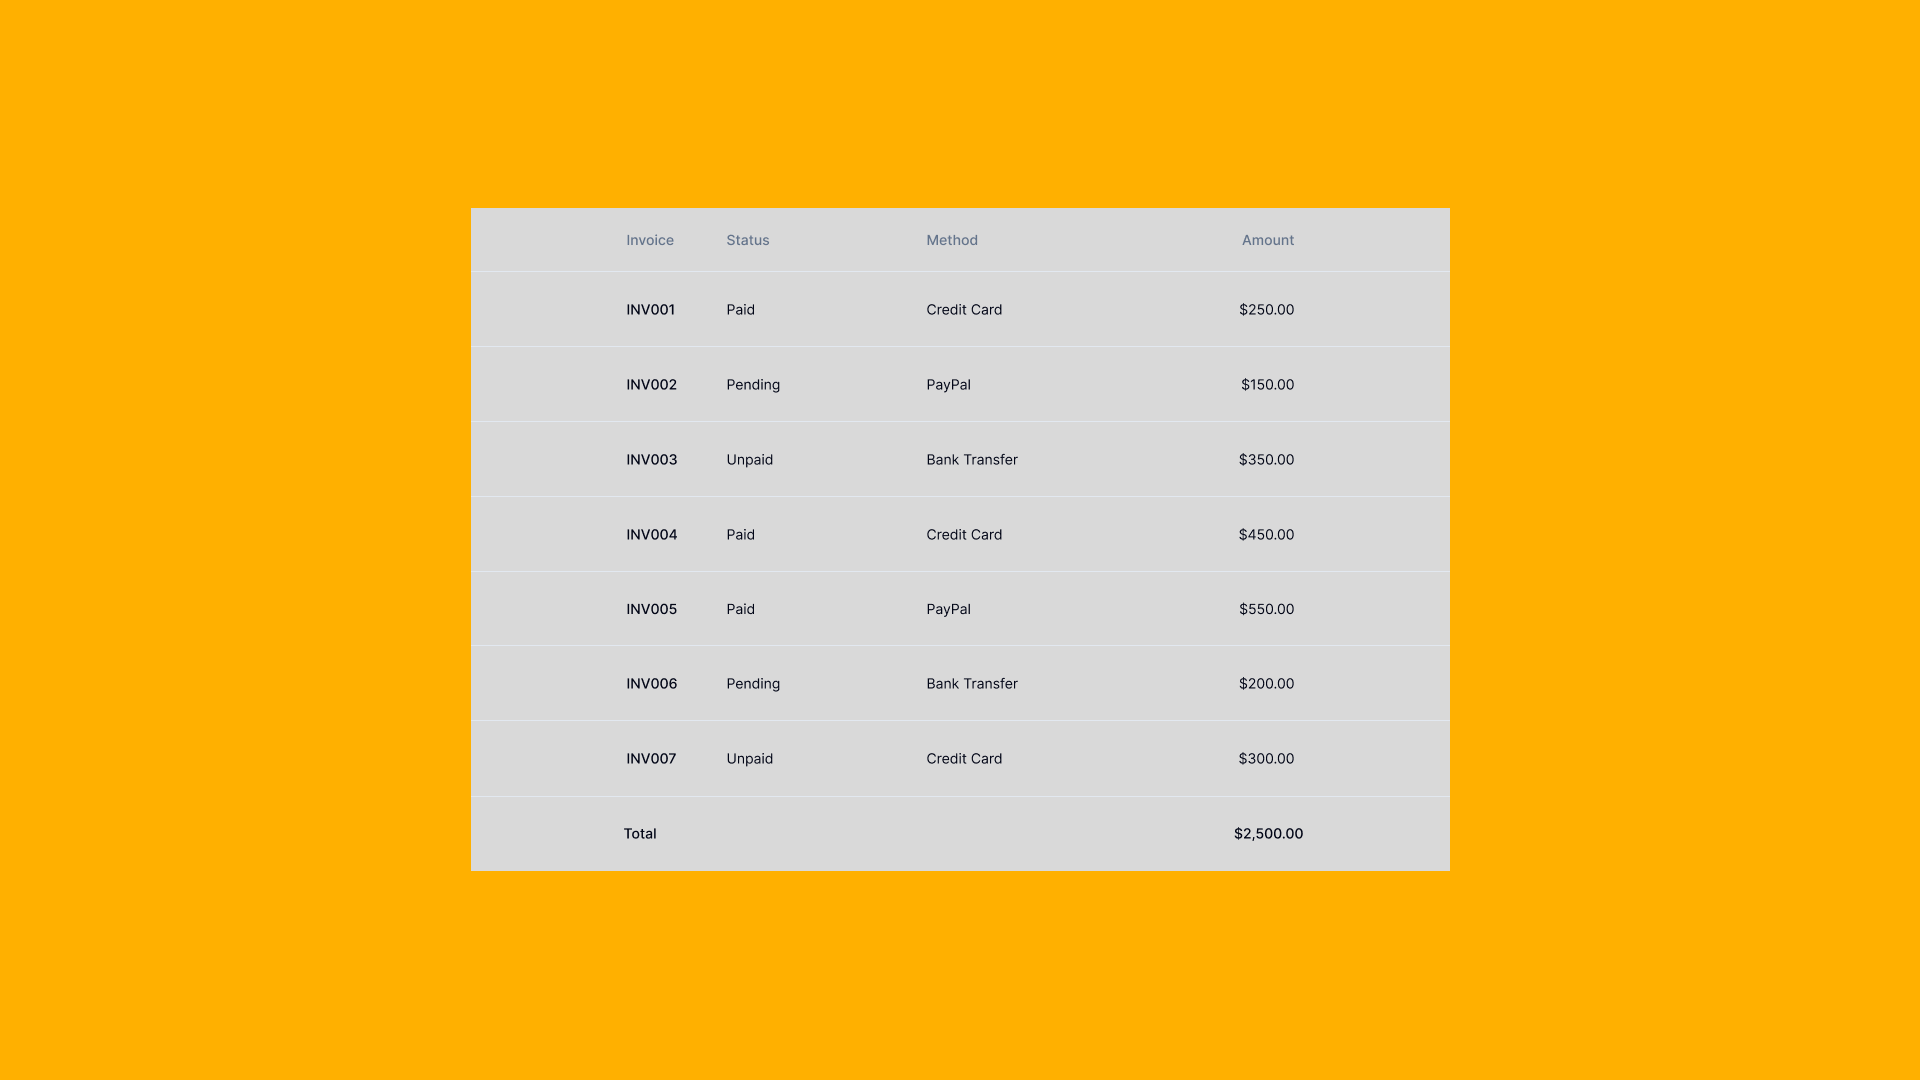 Invoice Status Method Amount
INV001 Paid Credit Card $250.00
INV002 Pending PayPal $150.00
INV003 Unpaid Bank Transfer $350.00
INV004 Paid Credit Card $450.00
INV005 Paid PayPal $550.00
INV006 Pending Bank Transfer $200.00
INV007 Unpaid Credit Card $300.00
Total $2,500.00